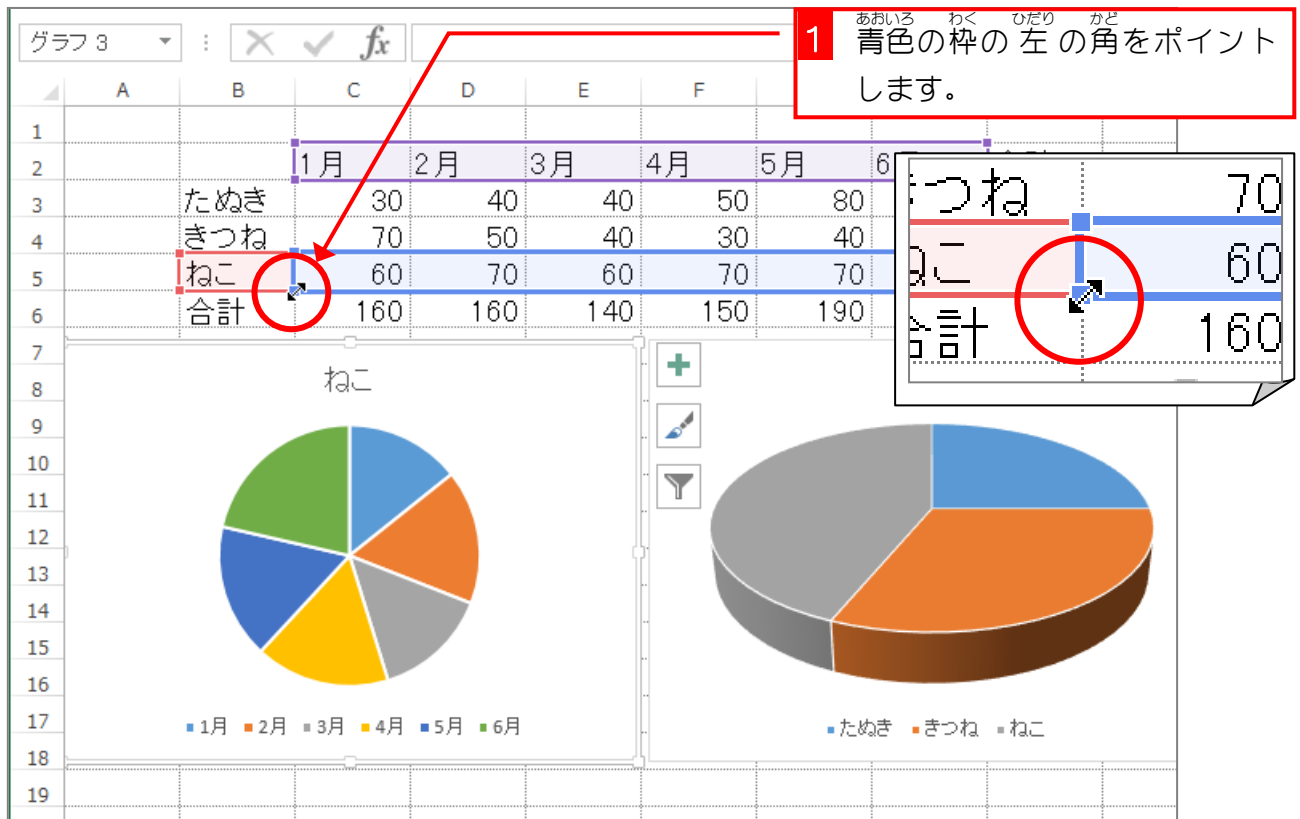 グラフ 3
fx
1
あおいろ わく ひだり かど
青色の枠の 左 の角をポイント
します。
A B C D E F
1
2 1月 2月 3月 4月 5月 6
3 たぬき 30 40 40 50 80
4 きつね 70 50 40 30 40
5 ねこ 60 70 60 70 70
6 合計 160 160 140 150 190
つね 70
60
合計 160
7
8
9
10
11
12
13
14
15
16
17
18
19
ねこ
1月 2月 3月 4月 5月 6月
たぬき きつね ねこ